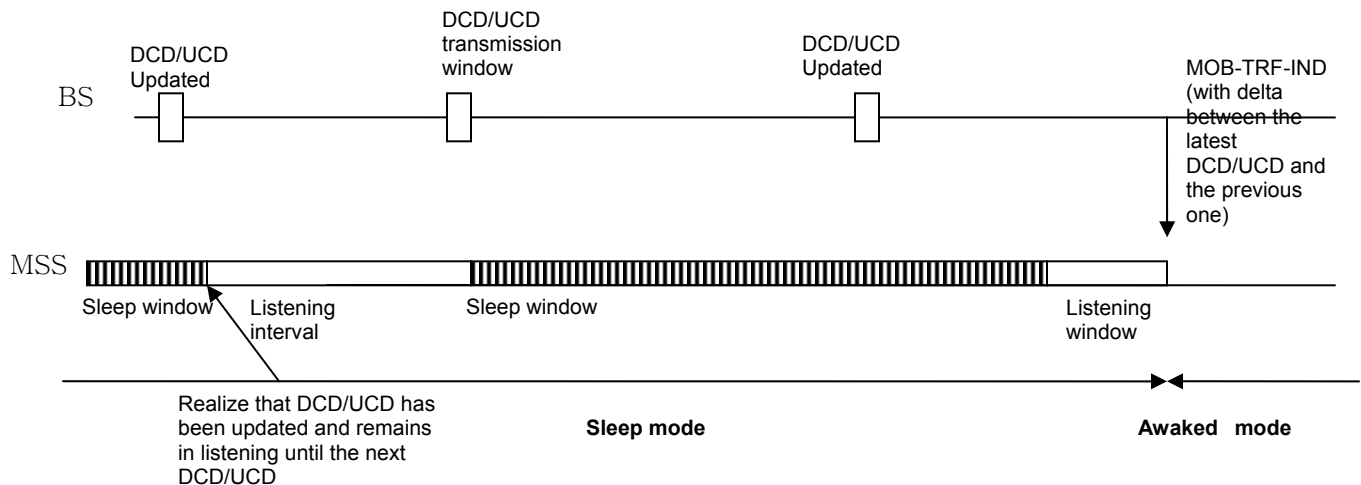 DCD/UCD
Updated
DCD/UCD
transmission
window
DCD/UCD
Updated
MOB-TRF-IND
(with delta
between the
latest
DCD/UCD and
the previous
one)
BS
MSS
Sleep window
Listening
interval
Sleep window
Listening
window
Realize that DCD/UCD has
been updated and remains
in listening until the next
DCD/UCD
Sleep mode
Awaked mode